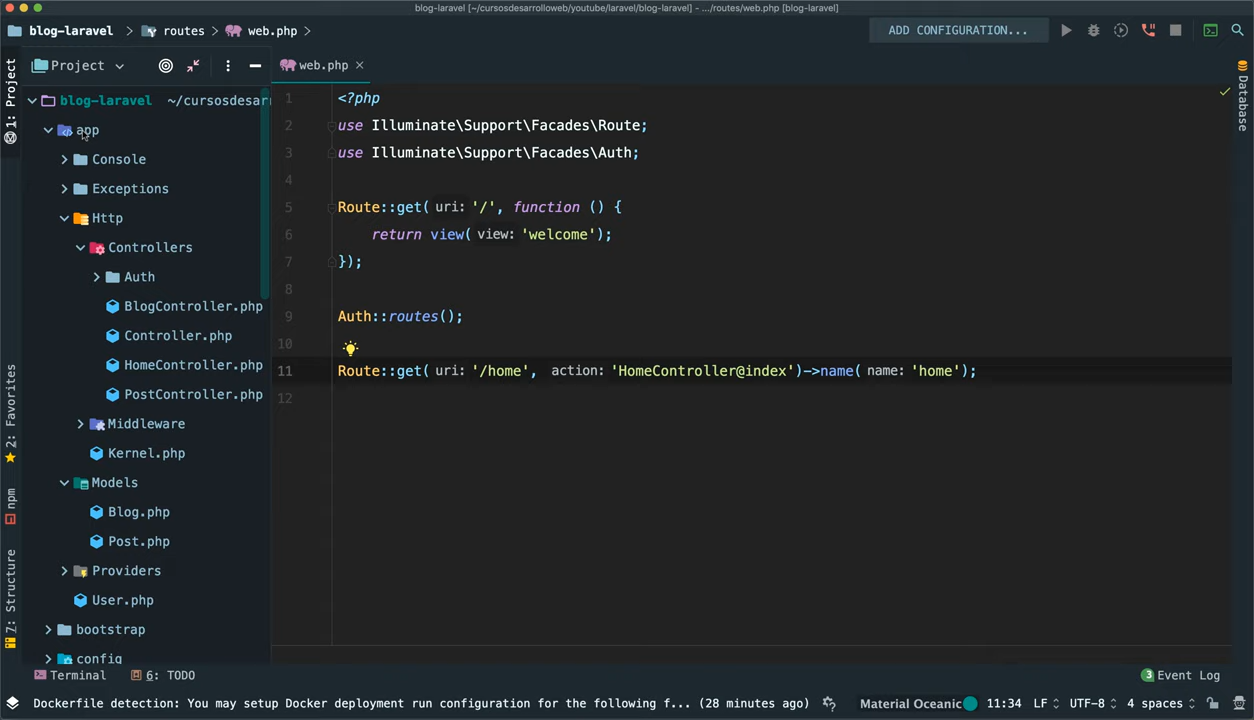 blog-laravel [~/cursosdesarrolloweb/youtube/laravel/blog-laravel] - .../routes/web.php [blog-laravel]
blog-laravel > routes > web.php >
ADD CONFIGURATION...
Project
web.php ×
1: Project
2: Favorites
npm
Z: Structure
Database
blog-laravel ~/cursosdesar
app
Console
Exceptions
Http
Controllers
Auth
BlogController.php
Controller.php
HomeController.php
PostController.php
Middleware
Kernel.php
Models
Blog.php
Post.php
Providers
User.php
bootstrap
config
1 <?php
2 use Illuminate\Support\Facades\Route;
3 use Illuminate\Support\Facades\Auth;
4
5 Route::get( uri: '/', function () {
6 return view( view: 'welcome');
7 });
8
9 Auth::routes();
10
11 Route::get( uri: '/home', action: 'HomeController@index')->name( name: 'home');
12
Terminal 6: TODO
3 Event Log
Dockerfile detection: You may setup Docker deployment run configuration for the following f... (28 minutes ago) Material Oceanic 11:34 LF UTF-8 4 spaces